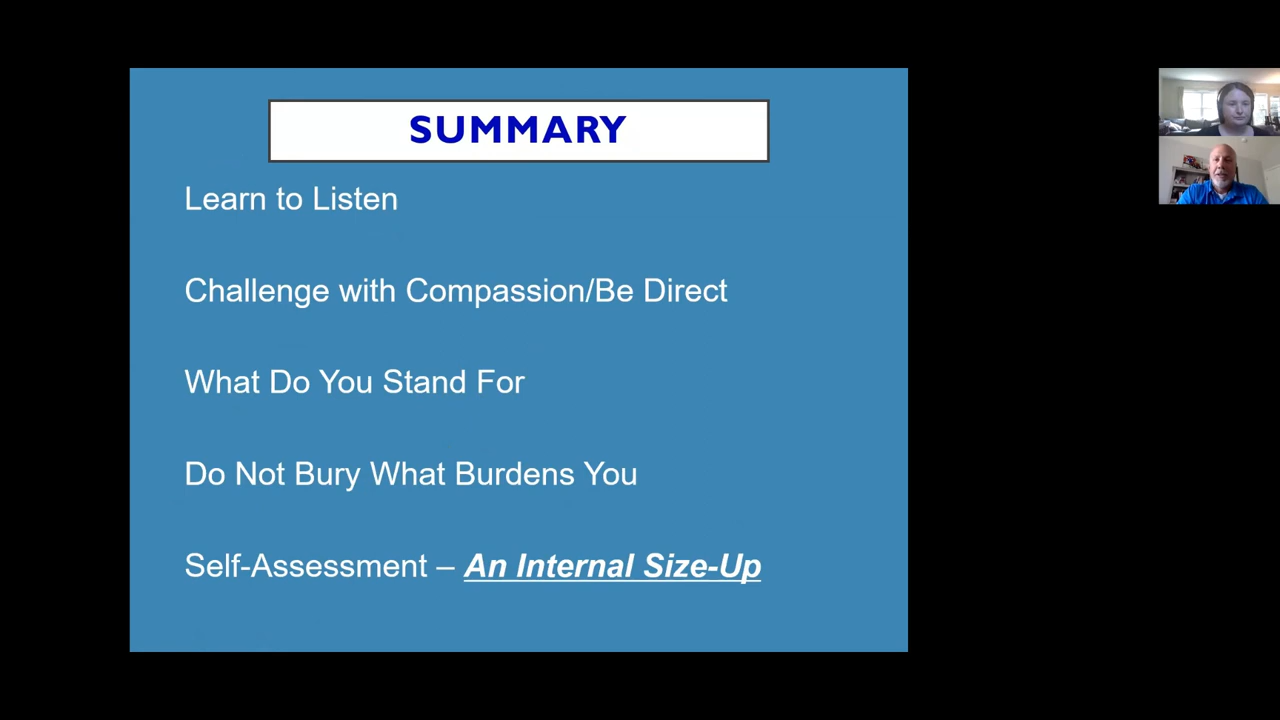 SUMMARY
Learn to Listen
Challenge with Compassion/Be Direct
What Do You Stand For
Do Not Bury What Burdens You
Self-Assessment – An Internal Size-Up